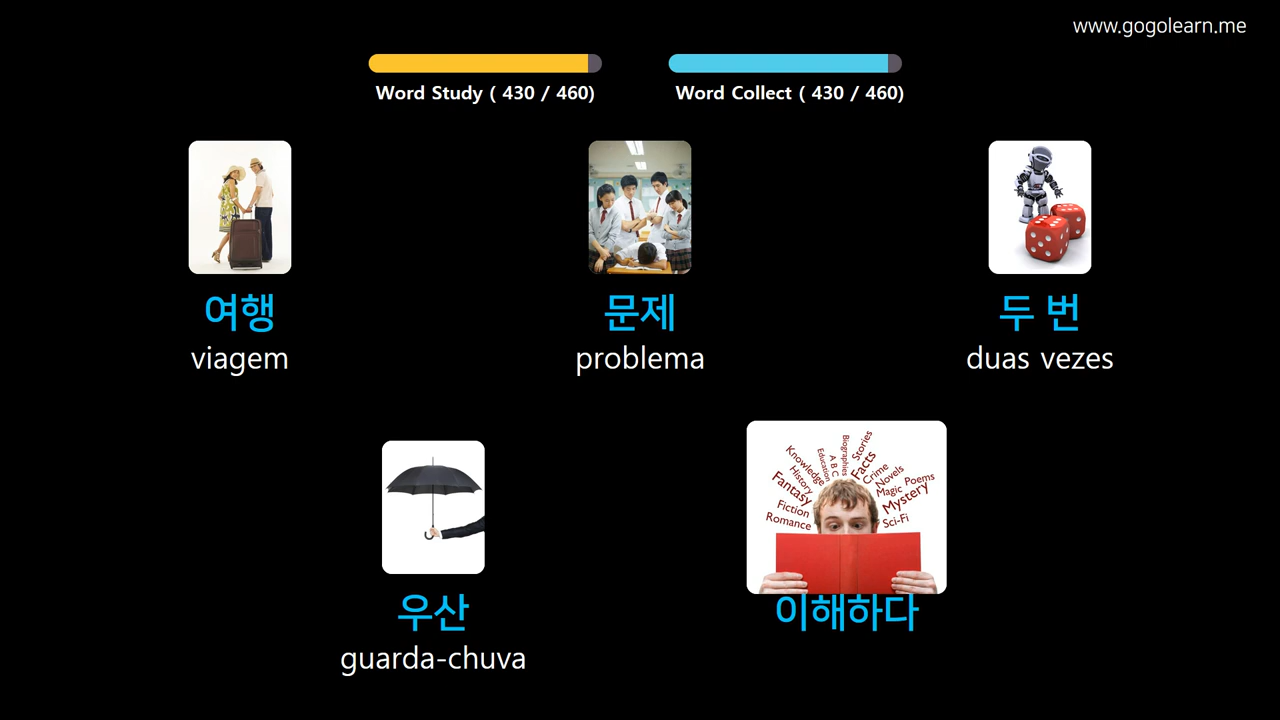 www.gogolearn.me
Word Study ( 430 / 460)
Word Collect ( 430 / 460)
여행
viagem
문제
problema
두 번
duas vezes
우산
guarda-chuva
Knowledge
History
Fantasy
Fiction
Romance
Education
A B C
Biographies
Stories
Facts
Crime
Novels
Magic
Poems
Mystery
Sci-Fi
이해하다